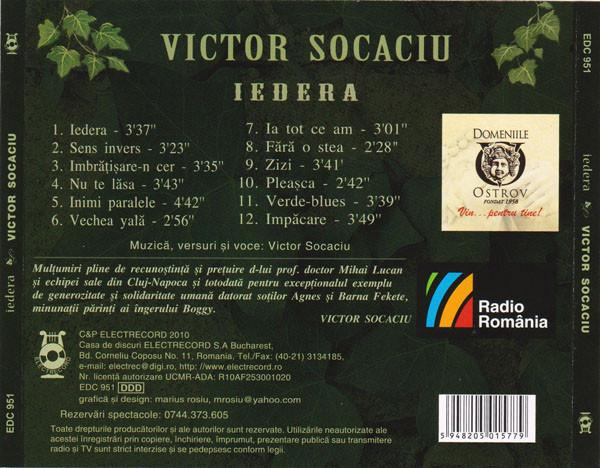 VICTOR SOCACIU
IEDERA
1. Iedera - 3'37"
2. Sens invers - 3'23"
3. Imbrățișare-n cer - 3'35"
4. Nu te lăsa - 3'43"
5. Inimi paralele - 4'42"
6. Vechea yală - 2'56"
7. Ia tot ce am - 3'01"
8. Fără o stea - 2'28"
9. Zizi - 3'41'
10. Pleașca - 2'42"
11. Verde-blues - 3'39"
12. Impăcare - 3'49"
Muzică, versuri și voce: Victor Socaciu
Mulțumiri pline de recunoștință și prețuire d-lui prof. doctor Mihai Lucan
și echipei sale din Cluj-Napoca și totodată pentru excepționalul exemplu
de generozitate și solidaritate umană datorat soților Agnes și Barna Fekete,
minunații părinți ai îngerului Boggy.
VICTOR SOCACIU
DOMENIILE
OSTROV
FONDAT 1958
Vin... pentru tine!
Radio
România
C&P ELECTRECORD 2010
Casa de discuri ELECTRECORD S.A Bucharest,
Bd. Corneliu Coposu No. 11, Romania, Tel./Fax: (40-21) 3134185,
e-mail: electrec@digi.ro, http://www.electrecord.ro
Nr. licență autorizare UCMR-ADA: R10AF253001020
EDC 951 DDD
grafică și design: marius rosiu, mrosiu@yahoo.com
Rezervări spectacole: 0744.373.605
Toate drepturile producătorilor și ale autorilor sunt rezervate. Utilizările neautorizate ale
acestei înregistrări prin copiere, închiriere, împrumut, prezentare publică sau transmitere
radio și TV sunt strict interzise și se pedepsesc conform legii.
5 948205 015779
EDC 951
iedera VICTOR SOCACIU
EDC 951
iedera VICTOR SOCACIU
ELECTRECORD